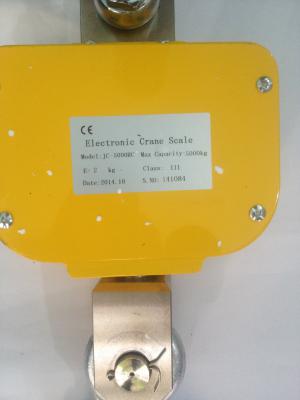 CE
Electronic Crane Scale
Model:JC-5000RC Max Capacity:5000kg
E= 2 kg Class: III
Date:2014.10 S.NO: 141084